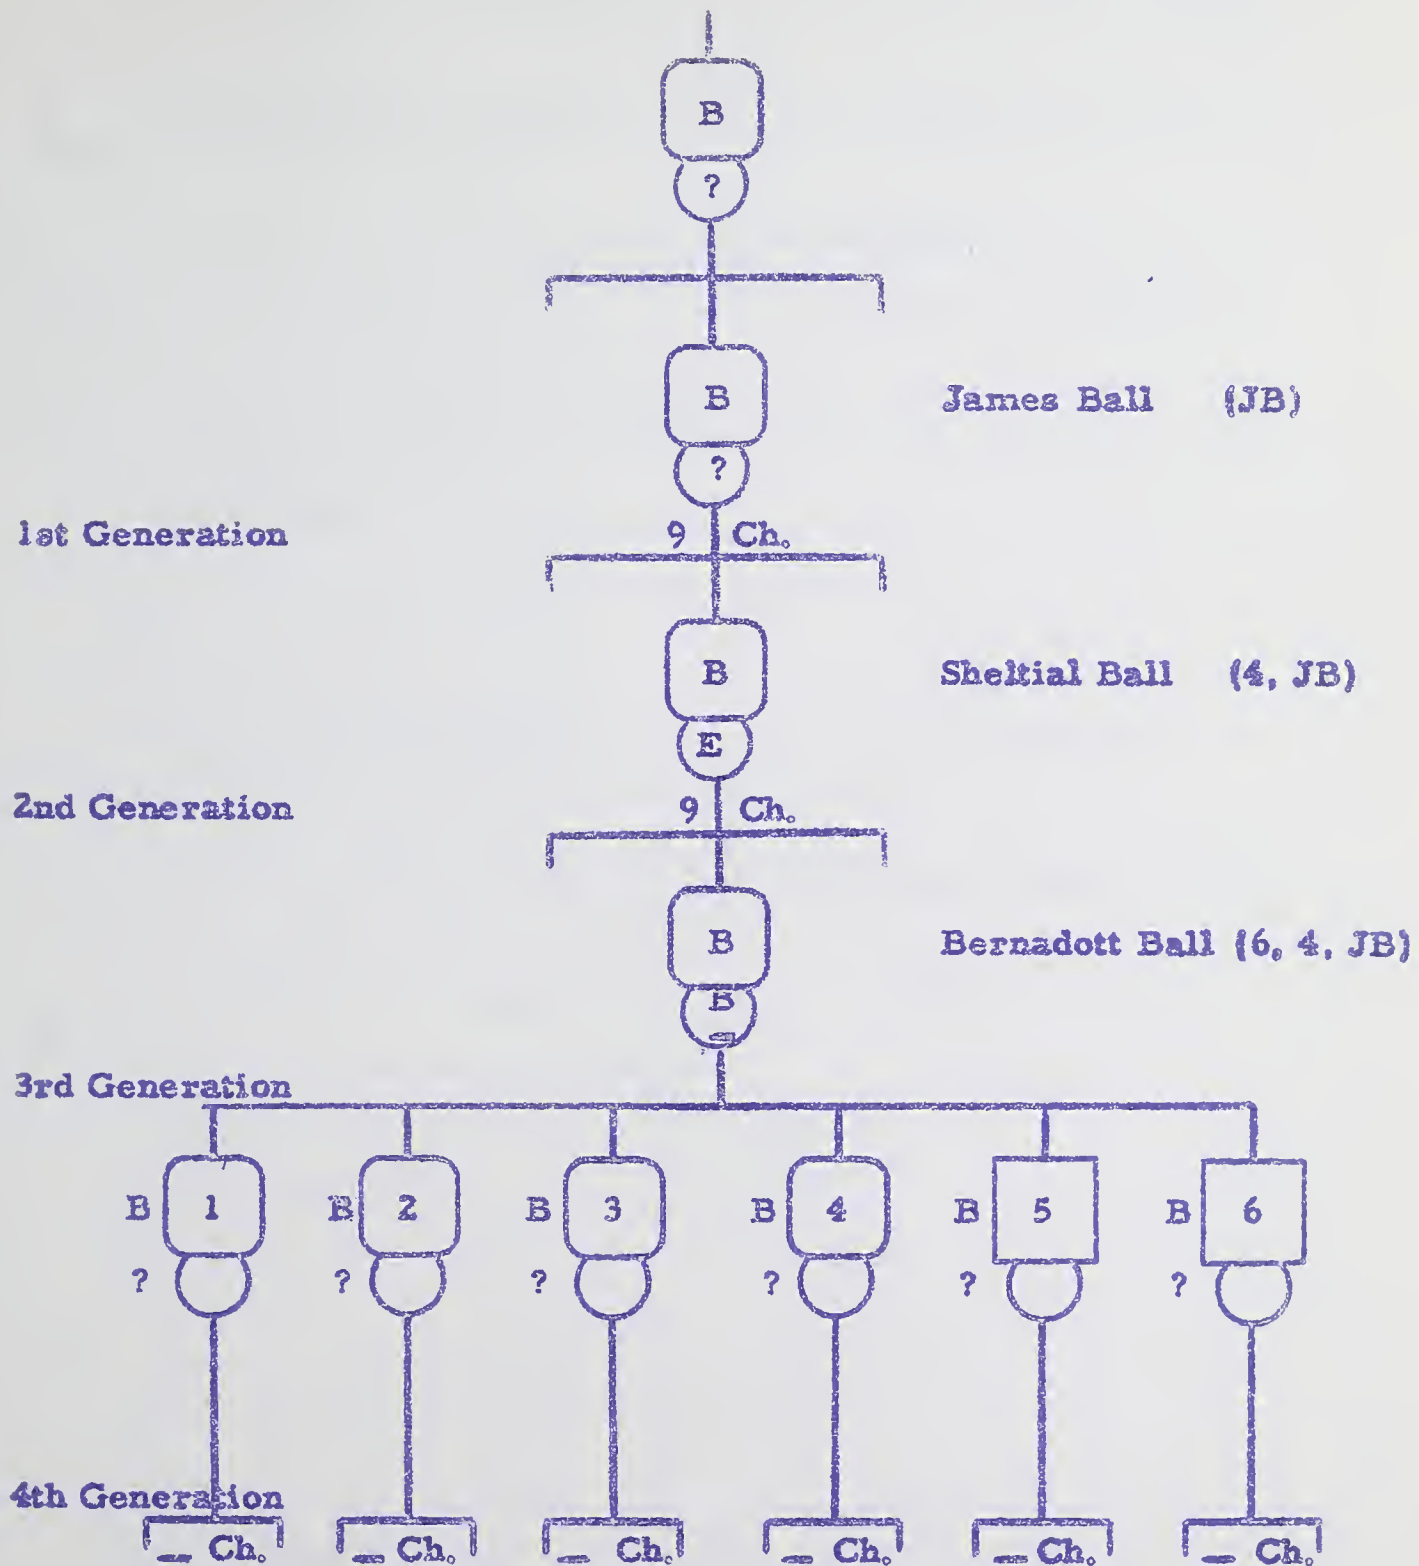 B
?
B James Ball (JB)
?
1st Generation 9 Ch.
B Sheltial Ball (4, JB)
E
2nd Generation 9 Ch.
B Bernadott Ball (6, 4, JB)
B
_
3rd Generation
B 1 B 2 B 3 B 4 B 5 B 6
? ? ? ? ? ?
4th Generation
_ Ch. _ Ch. _ Ch. _ Ch. _ Ch. _ Ch.